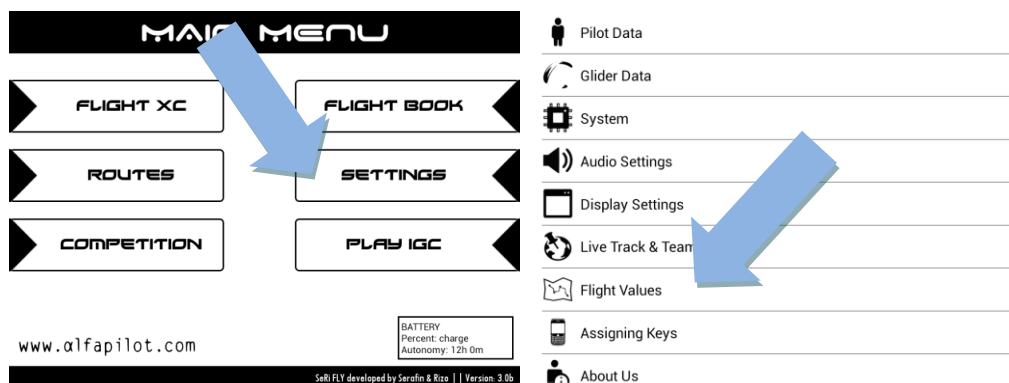 MAIN MENU
FLIGHT XC
FLIGHT BOOK
ROUTES
SETTINGS
COMPETITION
PLAY IGC
www.αlfapilot.com
BATTERY
Percent: charge
Autonomy: 12h 0m
SeRi FLY developed by Serafin & Rizo | | Version: 3.0b
Pilot Data
Glider Data
System
Audio Settings
Display Settings
Live Track & Team
Flight Values
Assigning Keys
About Us